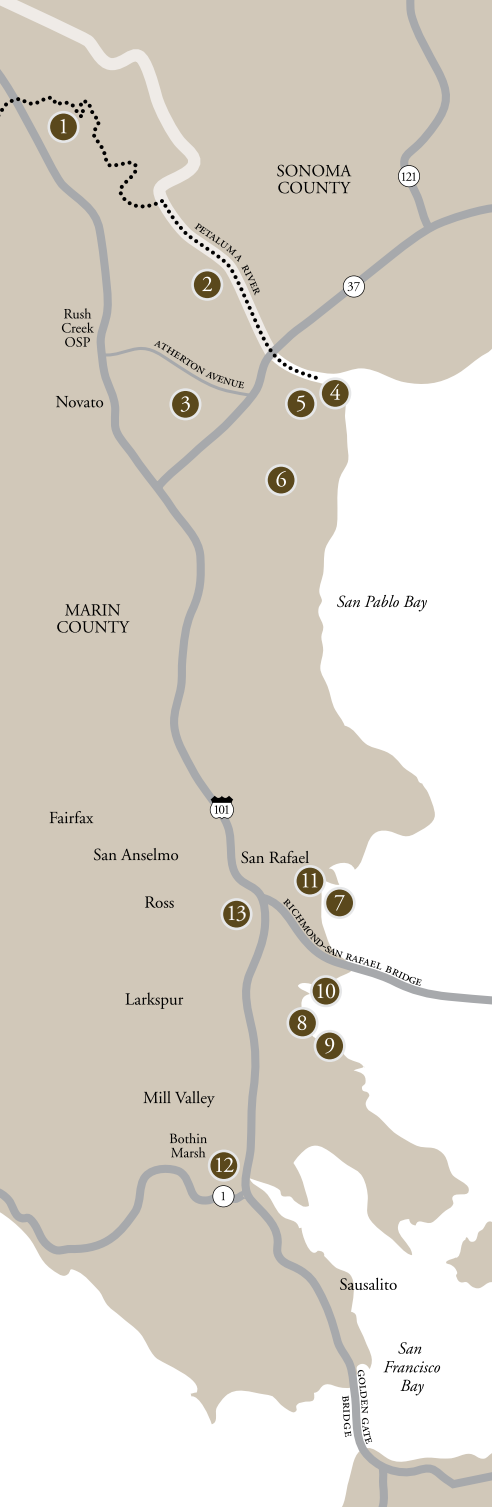 1
SONOMA
COUNTY
121
PETALUMA RIVER
2
37
Rush
Creek
OSP
ATHERTON AVENUE
Novato
3
5
4
6
San Pablo Bay
MARIN
COUNTY
101
Fairfax
San Anselmo
San Rafael
11
Ross
13
7
RICHMOND-SAN RAFAEL BRIDGE
10
Larkspur
8
9
Mill Valley
Bothin
Marsh
12
1
Sausalito
San
Francisco
Bay
GOLDEN GATE
BRIDGE